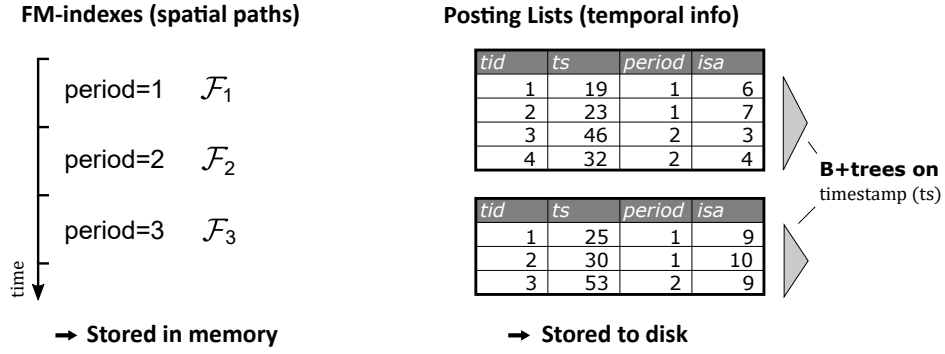 FM-indexes (spatial paths)
period=1 F1
period=2 F2
period=3 F3
time
→ Stored in memory
Posting Lists (temporal info)
tid ts period isa
1 19 1 6
2 23 1 7
3 46 2 3
4 32 2 4
tid ts period isa
1 25 1 9
2 30 1 10
3 53 2 9
B+trees on
timestamp (ts)
→ Stored to disk